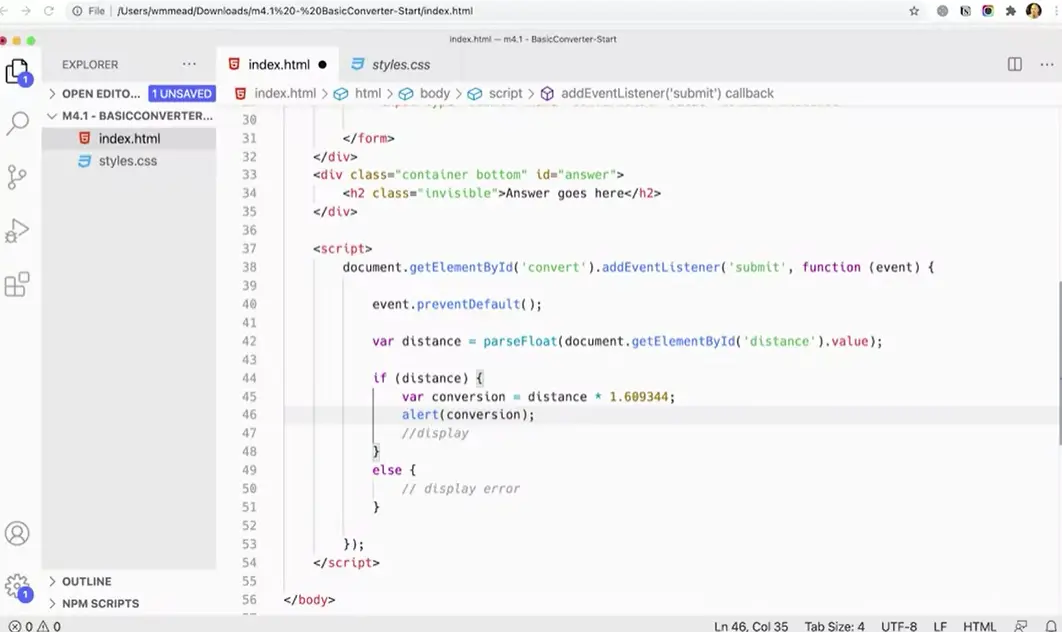 File | /Users/wmmead/Downloads/m4.1%20-%20BasicConverter-Start/index.html
index.html — m4.1 - BasicConverter-Start
EXPLORER ···
index.html ●
styles.css
OPEN EDITO... 1 UNSAVED
index.html > html > body > script > addEventListener('submit') callback
M4.1 - BASICCONVERTER...
index.html
styles.css
30
31 </form>
32 </div>
33 <div class="container bottom" id="answer">
34 <h2 class="invisible">Answer goes here</h2>
35 </div>
36
37 <script>
38 document.getElementById('convert').addEventListener('submit', function (event) {
39
40 event.preventDefault();
41
42 var distance = parseFloat(document.getElementById('distance').value);
43
44 if (distance) {
45 var conversion = distance * 1.609344;
46 alert(conversion);
47 //display
48 }
49 else {
50 // display error
51 }
52
53 });
54 </script>
55
56 </body>
1
1
OUTLINE
NPM SCRIPTS
0 0
Ln 46, Col 35 Tab Size: 4 UTF-8 LF HTML